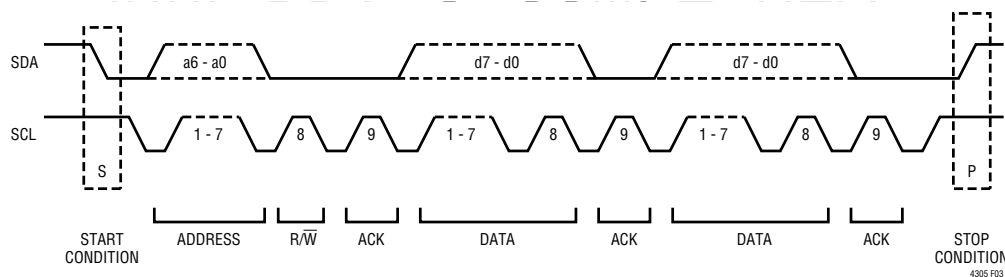 SDA
a6 - a0
d7 - d0
d7 - d0
SCL
1 - 7
8
9
1 - 7
8
9
1 - 7
8
9
S
P
START
CONDITION
ADDRESS
R/W̅
ACK
DATA
ACK
DATA
ACK
STOP
CONDITION
4305 F03